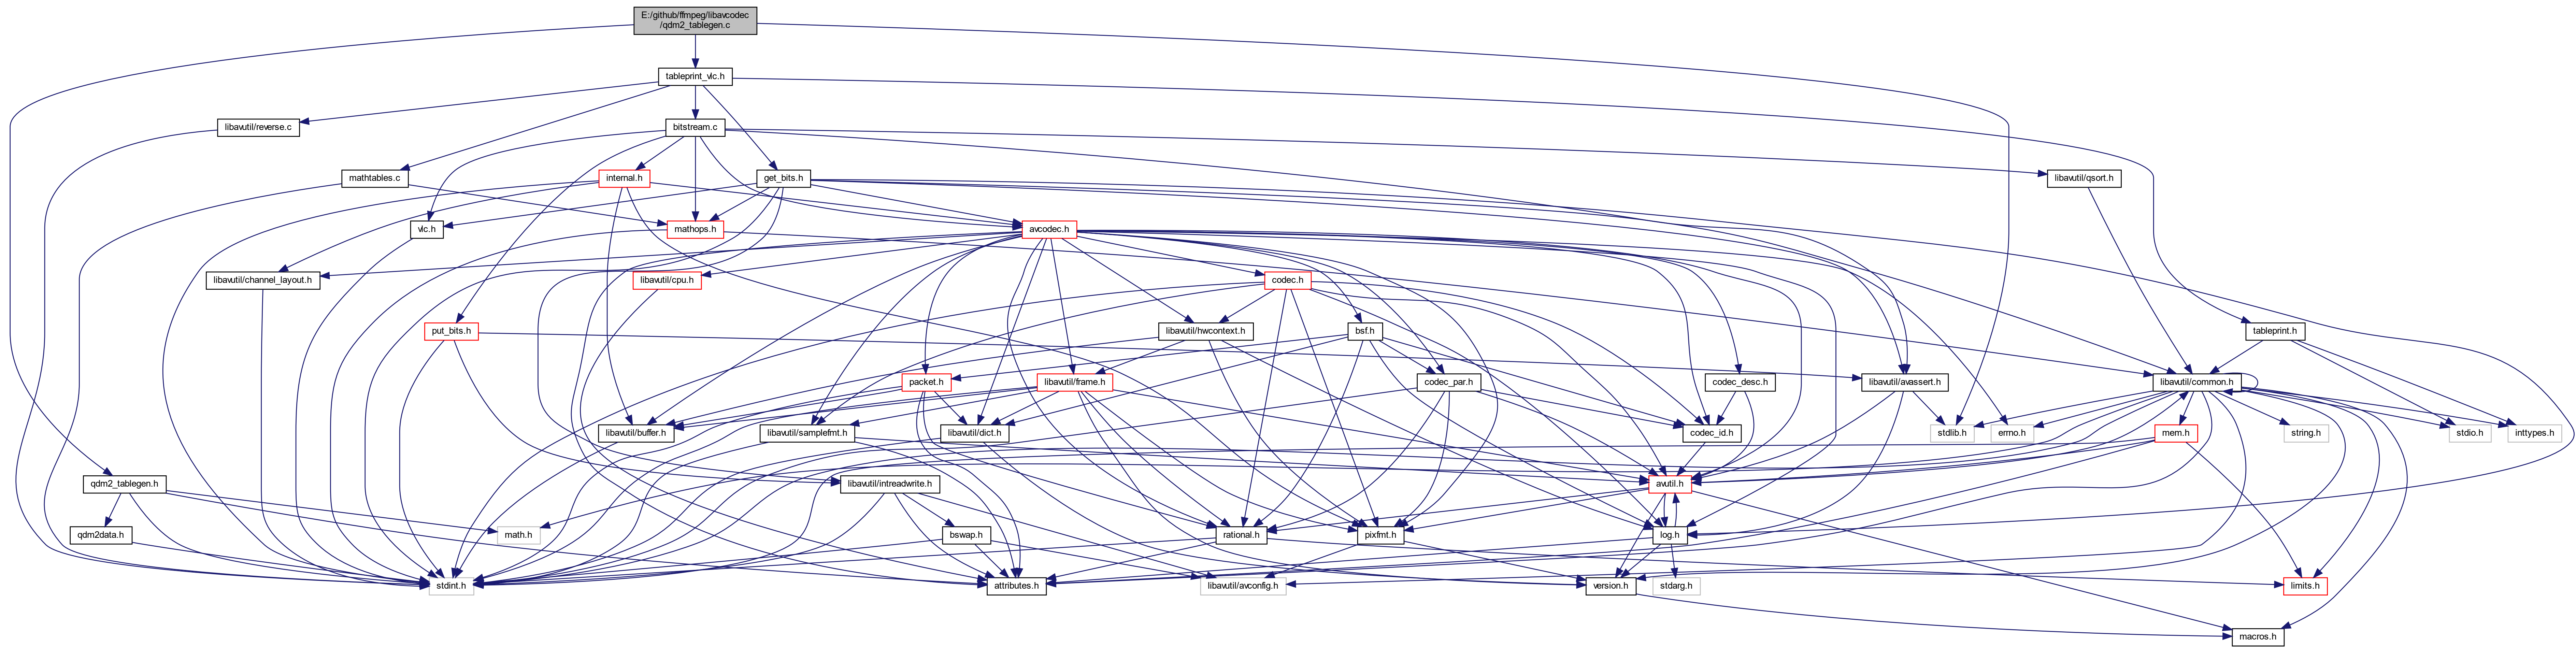 E:/github/ffmpeg/libavcodec
/qdm2_tablegen.c
tableprint_vlc.h
libavutil/reverse.c
bitstream.c
mathtables.c
internal.h
get_bits.h
libavutil/qsort.h
vlc.h
mathops.h
avcodec.h
libavutil/channel_layout.h
libavutil/cpu.h
codec.h
put_bits.h
libavutil/hwcontext.h
bsf.h
tableprint.h
packet.h
libavutil/frame.h
codec_par.h
codec_desc.h
libavutil/avassert.h
libavutil/common.h
libavutil/buffer.h
libavutil/samplefmt.h
libavutil/dict.h
codec_id.h
stdlib.h
errno.h
mem.h
string.h
stdio.h
inttypes.h
qdm2_tablegen.h
libavutil/intreadwrite.h
avutil.h
qdm2data.h
math.h
bswap.h
rational.h
pixfmt.h
log.h
stdint.h
attributes.h
libavutil/avconfig.h
version.h
stdarg.h
limits.h
macros.h